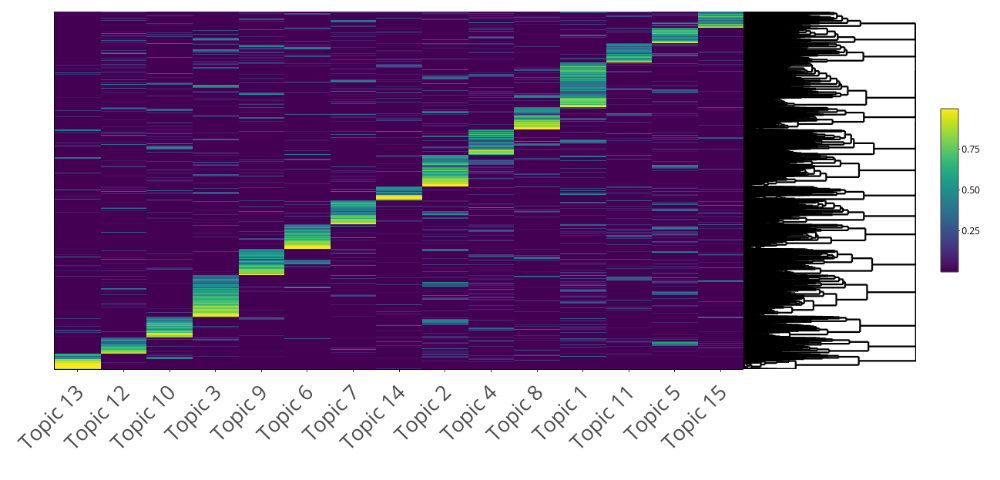 0.75
0.50
0.25
Topic 13
Topic 12
Topic 10
Topic 3
Topic 9
Topic 6
Topic 7
Topic 14
Topic 2
Topic 4
Topic 8
Topic 1
Topic 11
Topic 5
Topic 15